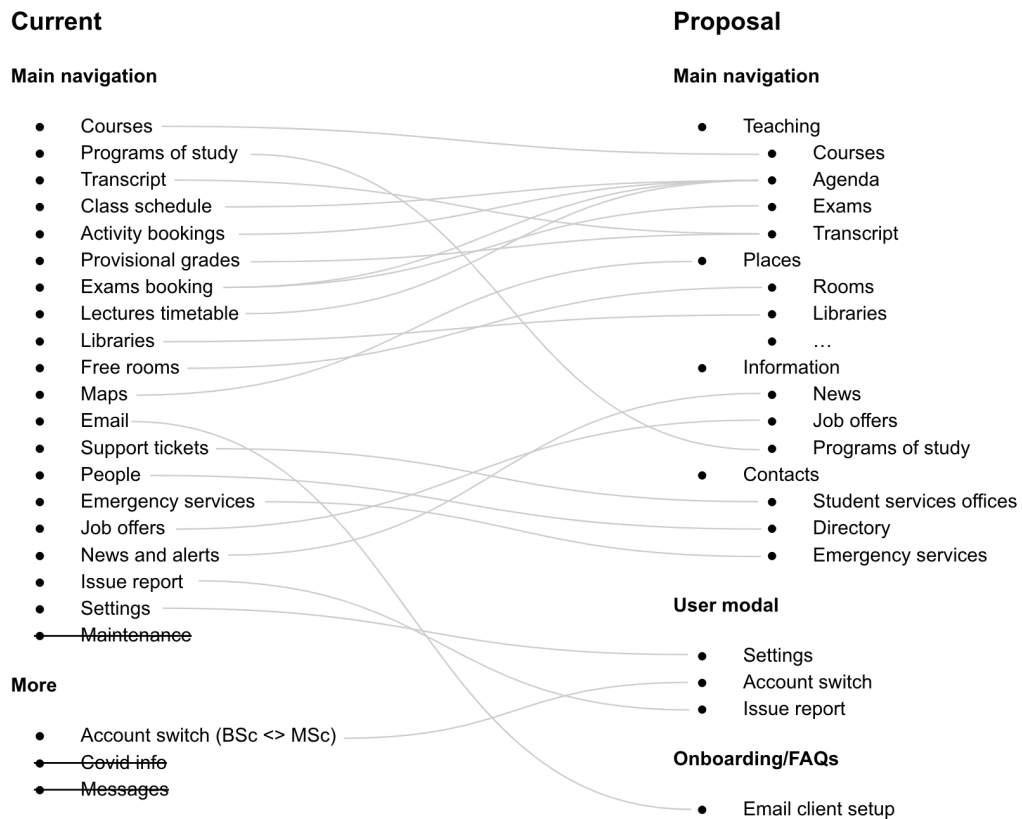 Current
Main navigation
Courses
Programs of study
Transcript
Class schedule
Activity bookings
Provisional grades
Exams booking
Lectures timetable
Libraries
Free rooms
Maps
Email
Support tickets
People
Emergency services
Job offers
News and alerts
Issue report
Settings
Maintenance
More
Account switch (BSc <> MSc)
Covid info
Messages
Proposal
Main navigation
Teaching
Courses
Agenda
Exams
Transcript
Places
Rooms
Libraries
…
Information
News
Job offers
Programs of study
Contacts
Student services offices
Directory
Emergency services
User modal
Settings
Account switch
Issue report
Onboarding/FAQs
Email client setup